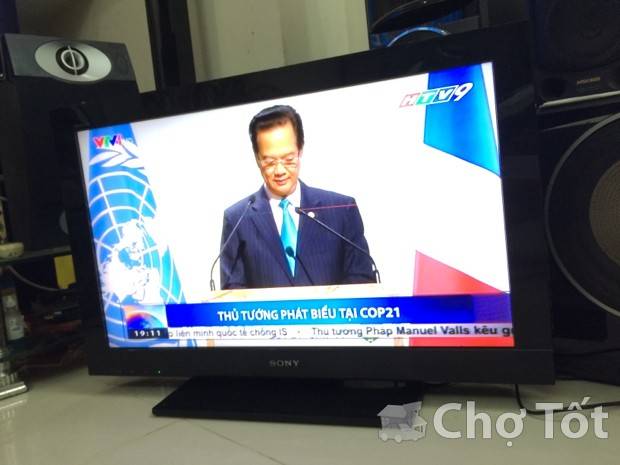 VTV1
HTV9
THỦ TƯỚNG PHÁT BIỂU TẠI COP21
19:11
liên minh quốc tế chống IS • Thủ tướng Pháp Manuel Valls kêu
SONY
Chợ Tốt